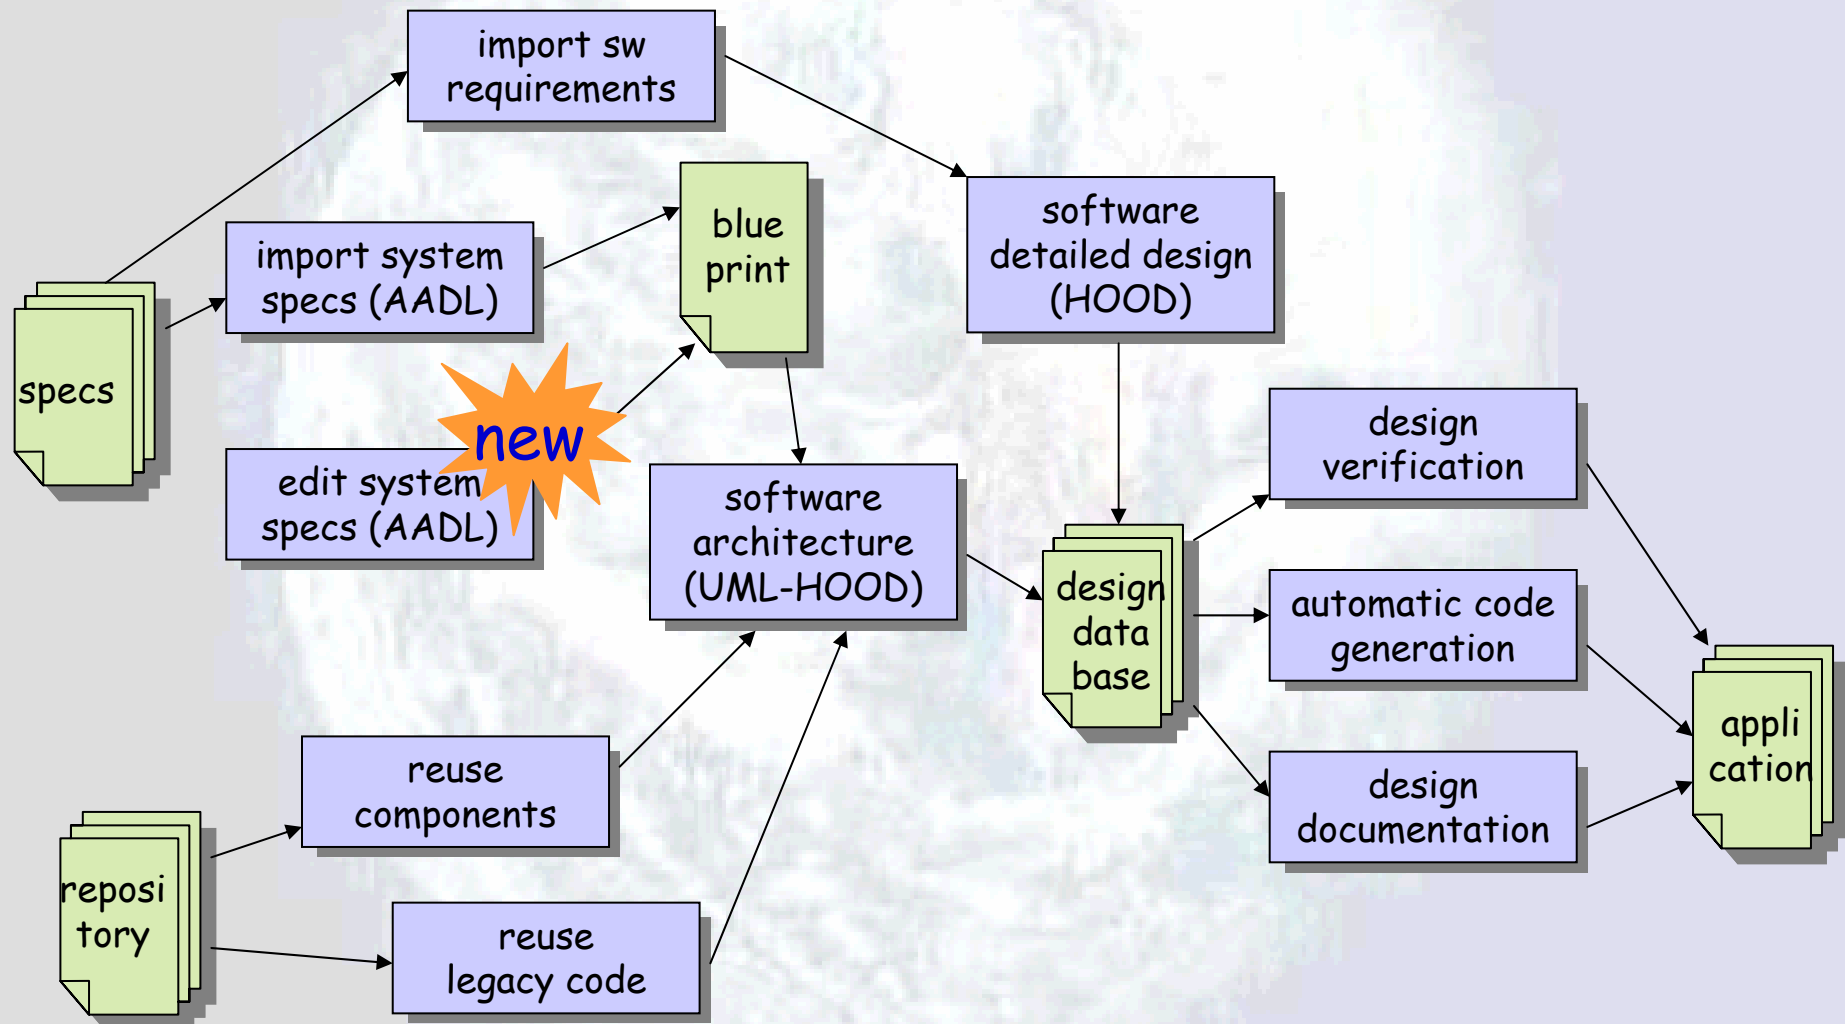 import sw
requirements
blue
print
software
detailed design
(HOOD)
import system
specs (AADL)
specs
new
edit system
specs (AADL)
software
architecture
(UML-HOOD)
design
data
base
design
verification
automatic code
generation
design
documentation
appli
cation
reuse
components
reposi
tory
reuse
legacy code